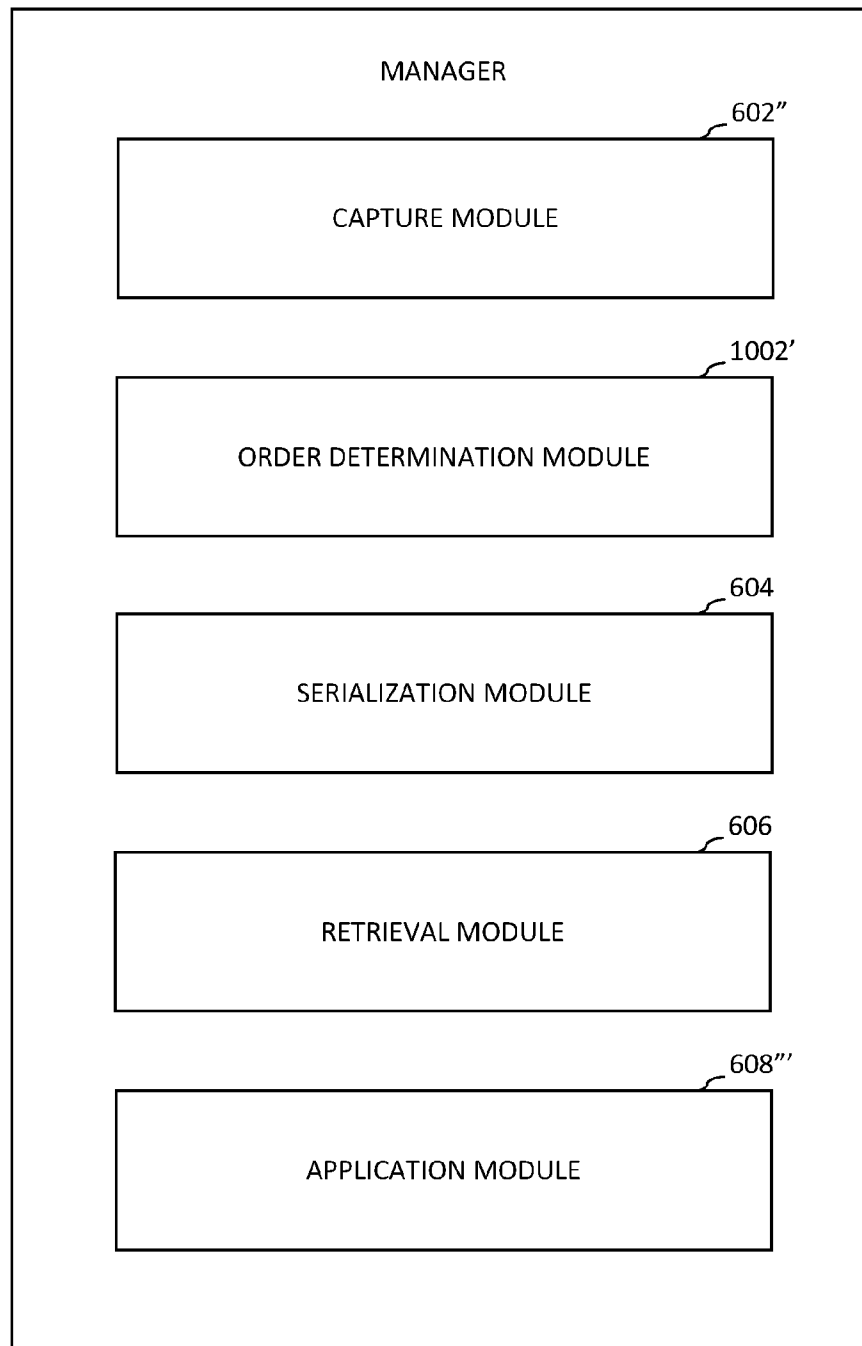 MANAGER
602″
CAPTURE MODULE
1002’
ORDER DETERMINATION MODULE
604
SERIALIZATION MODULE
606
RETRIEVAL MODULE
608″’
APPLICATION MODULE